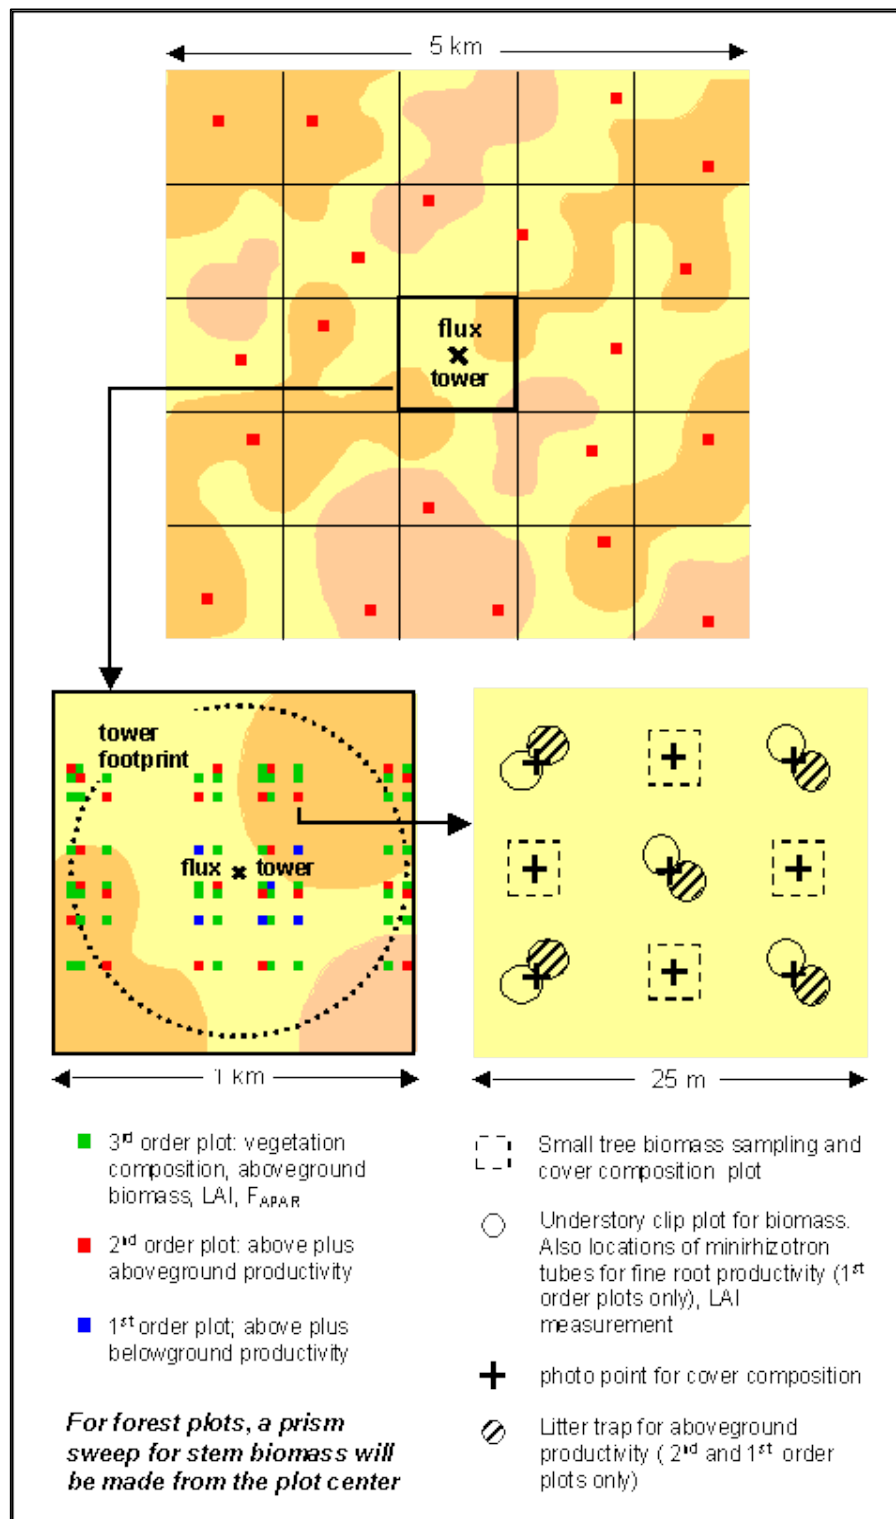 5 km
flux
tower
tower
footprint
flux tower
1 km
25 m
3rd order plot: vegetation
composition, aboveground
biomass, LAI, FAPAR
2nd order plot: above plus
aboveground productivity
1st order plot; above plus
belowground productivity
For forest plots, a prism
sweep for stem biomass will
be made from the plot center
Small tree biomass sampling and
cover composition plot
Understory clip plot for biomass.
Also locations of minirhizotron
tubes for fine root productivity (1st
order plots only), LAI
measurement
photo point for cover composition
Litter trap for aboveground
productivity ( 2nd and 1st order
plots only)